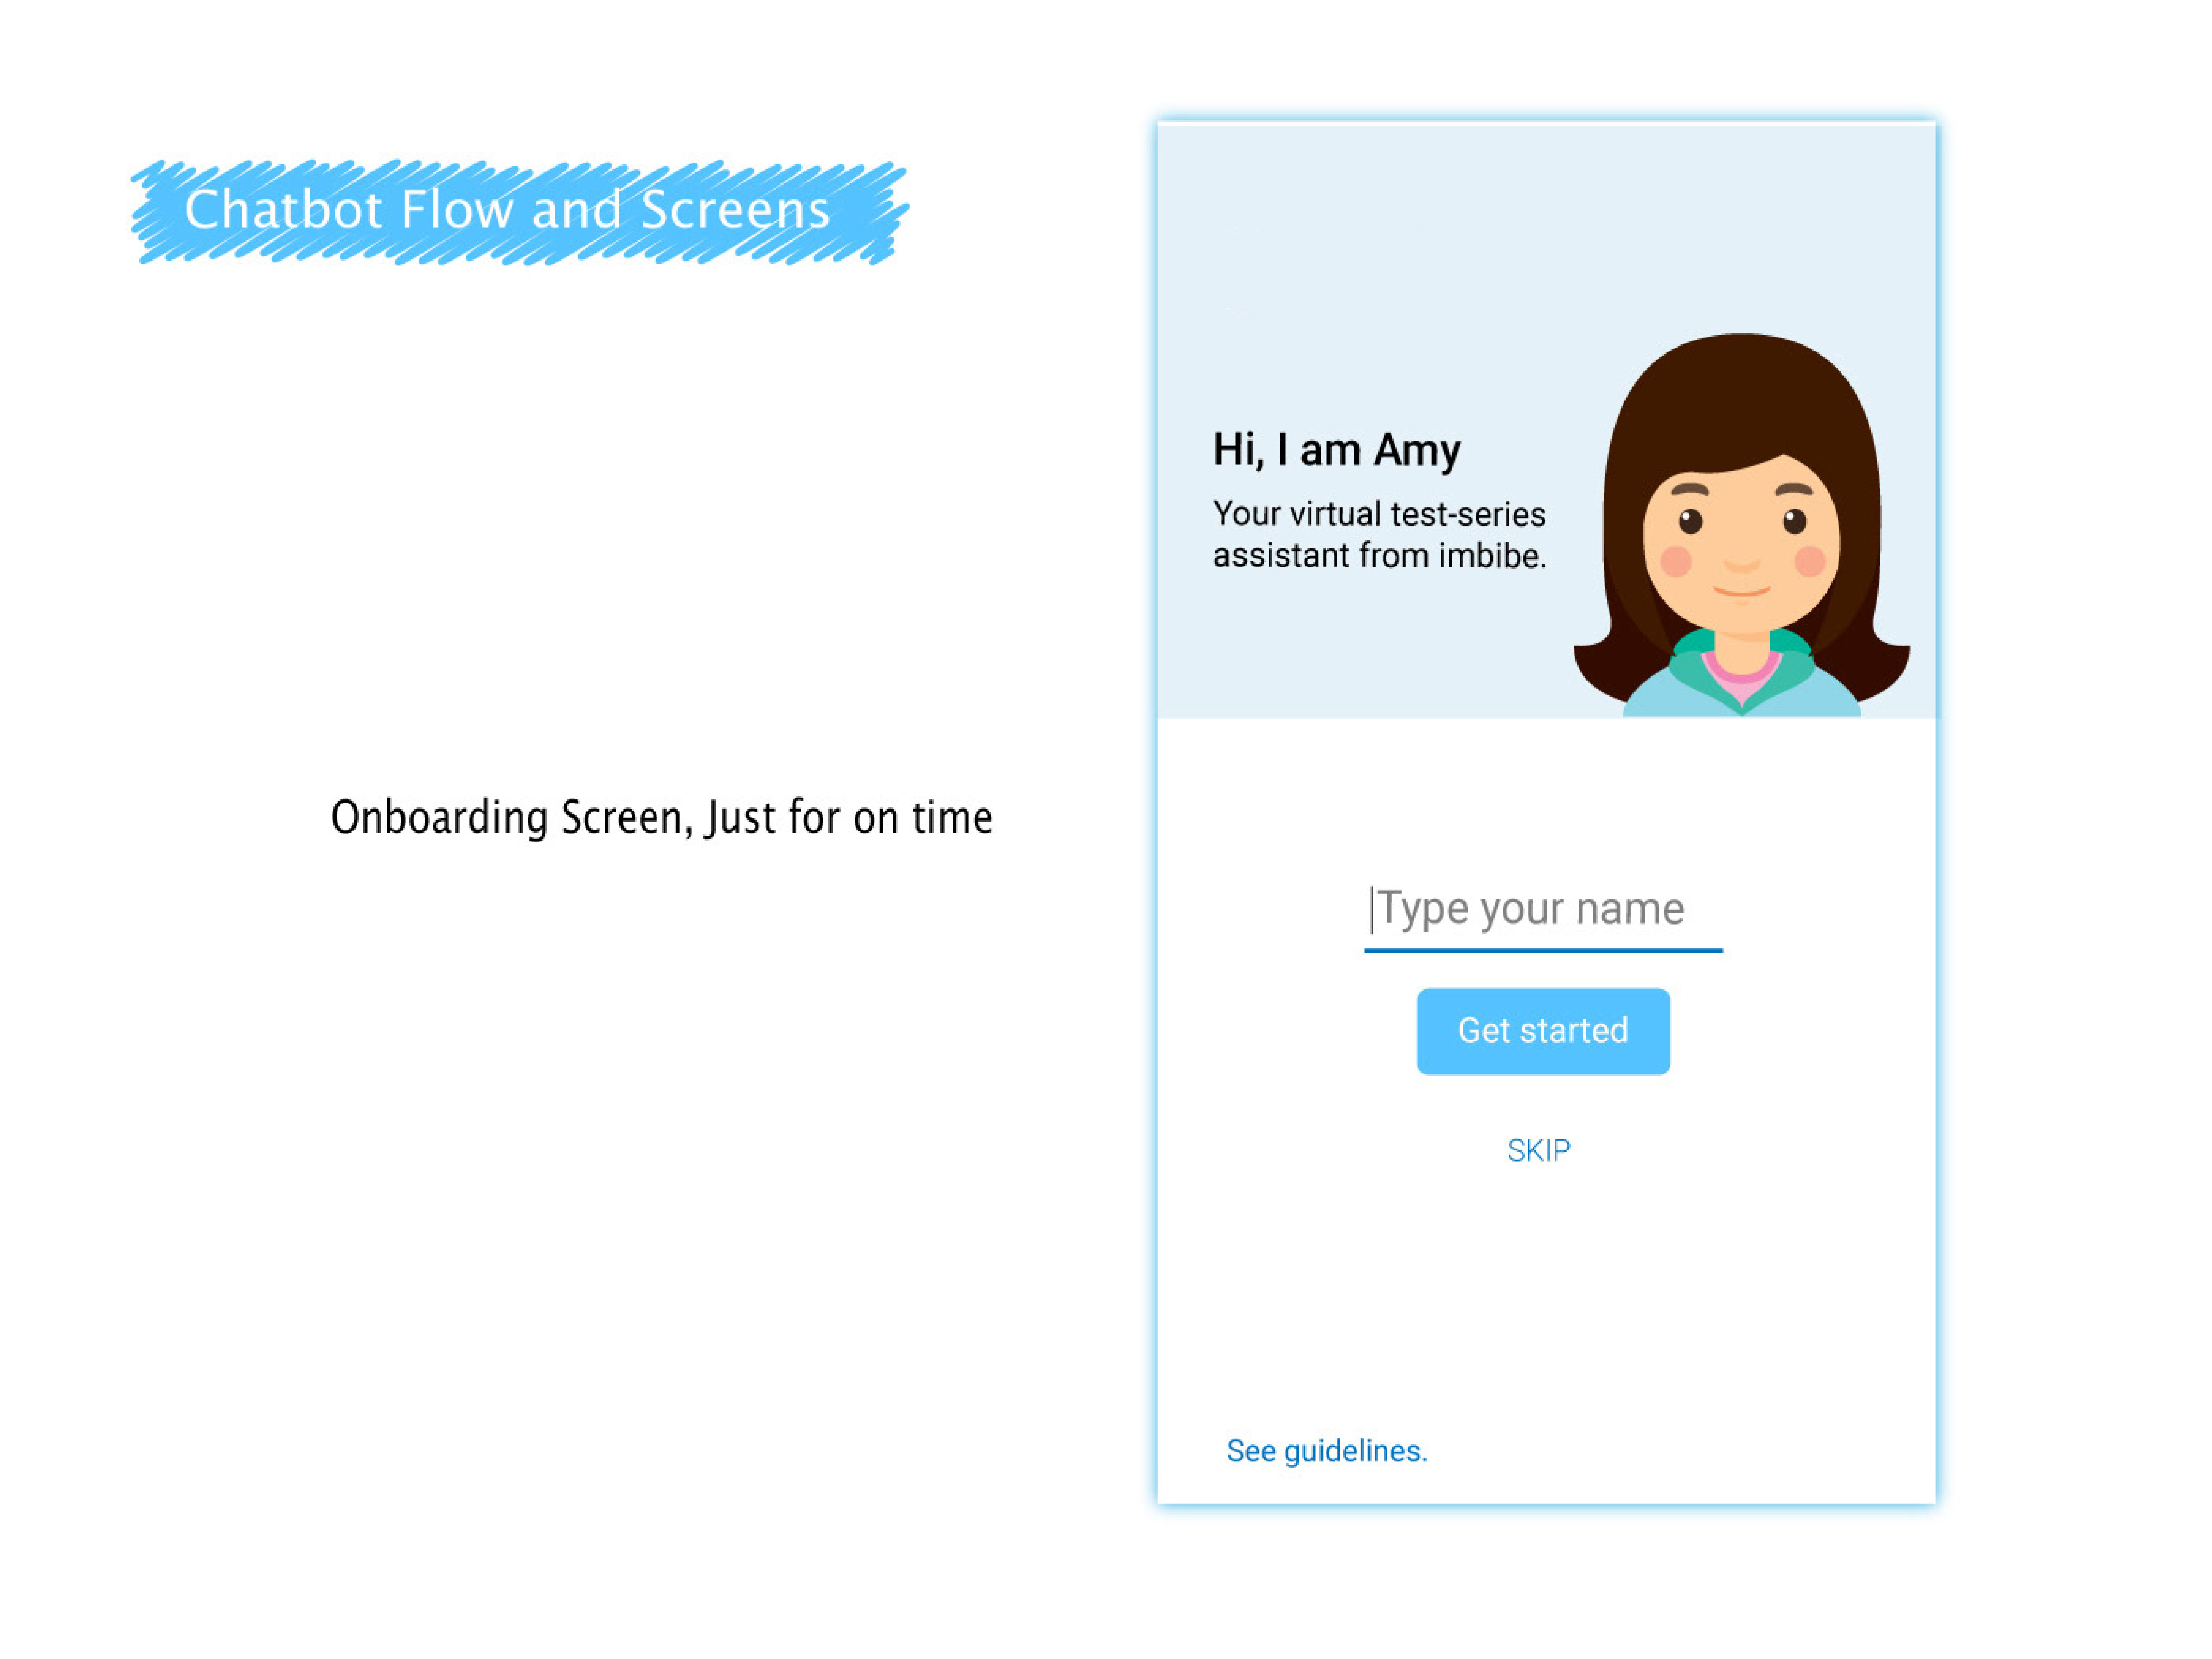 Chatbot Flow and Screens
Hi, I am Amy
Your virtual test-series
assistant from imbibe.
Onboarding Screen, Just for on time
Type your name
Get started
SKIP
See guidelines.